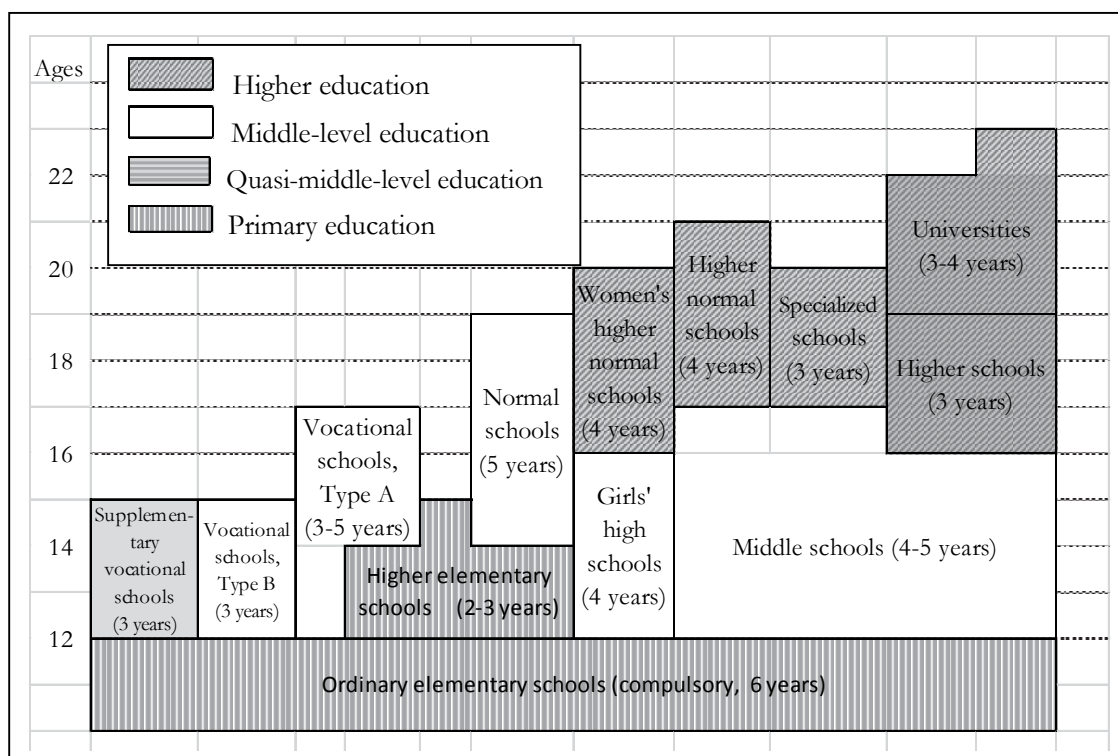 Ages
Higher education
Middle-level education
Quasi-middle-level education
Primary education
22
20
18
16
14
12
Universities
(3-4 years)
Higher
normal
schools
(4 years)
Women's
higher
normal
schools
(4 years)
Specialized
schools
(3 years)
Higher schools
(3 years)
Normal
schools
(5 years)
Vocational
schools,
Type A
(3-5 years)
Supplemen-
tary
vocational
schools
(3 years)
Vocational
schools,
Type B
(3 years)
Higher elementary
schools (2-3 years)
Girls'
high
schools
(4 years)
Middle schools (4-5 years)
Ordinary elementary schools (compulsory, 6 years)